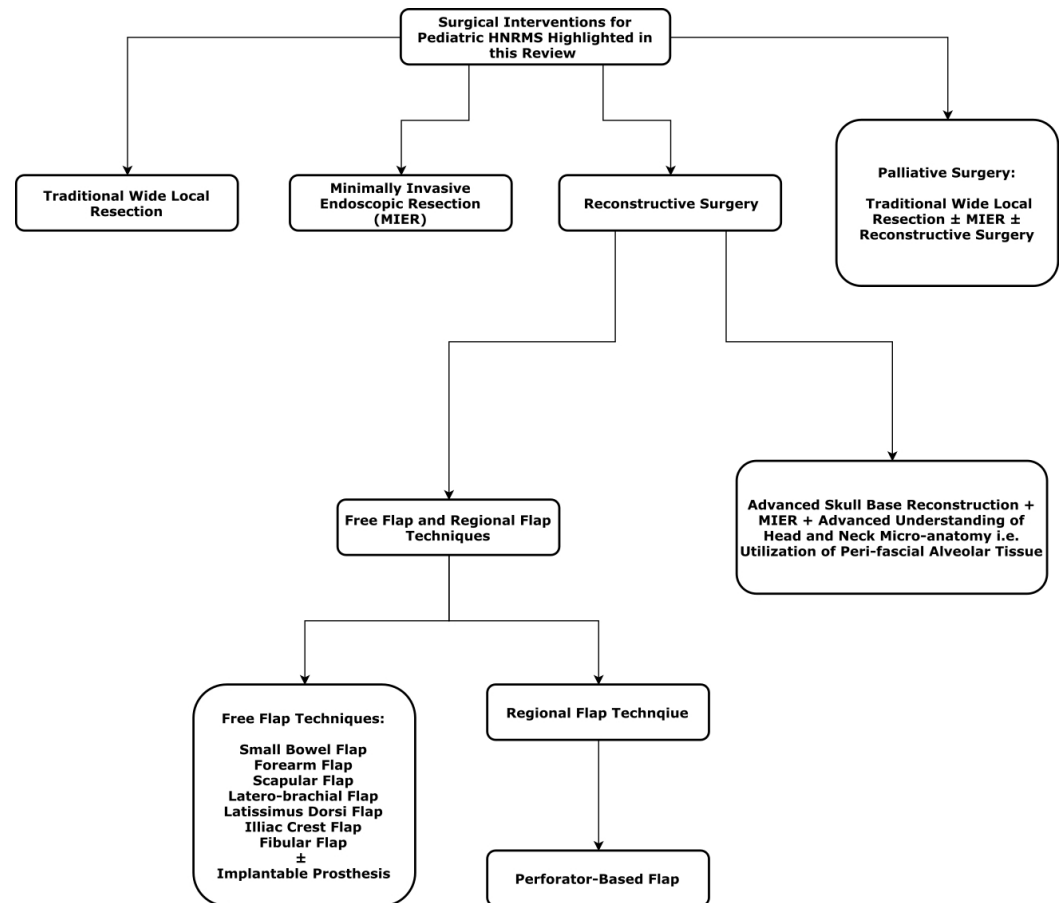 Surgical Interventions for
Pediatric HNRMS Highlighted in
this Review
Traditional Wide Local
Resection
Minimally Invasive
Endoscopic Resection
(MIER)
Reconstructive Surgery
Palliative Surgery:
Traditional Wide Local
Resection ± MIER ±
Reconstructive Surgery
Free Flap and Regional Flap
Techniques
Advanced Skull Base Reconstruction +
MIER + Advanced Understanding of
Head and Neck Micro-anatomy i.e.
Utilization of Peri-fascial Alveolar Tissue
Free Flap Techniques:
Small Bowel Flap
Forearm Flap
Scapular Flap
Latero-brachial Flap
Latissimus Dorsi Flap
Illiac Crest Flap
Fibular Flap
±
Implantable Prosthesis
Regional Flap Technqiue
Perforator-Based Flap